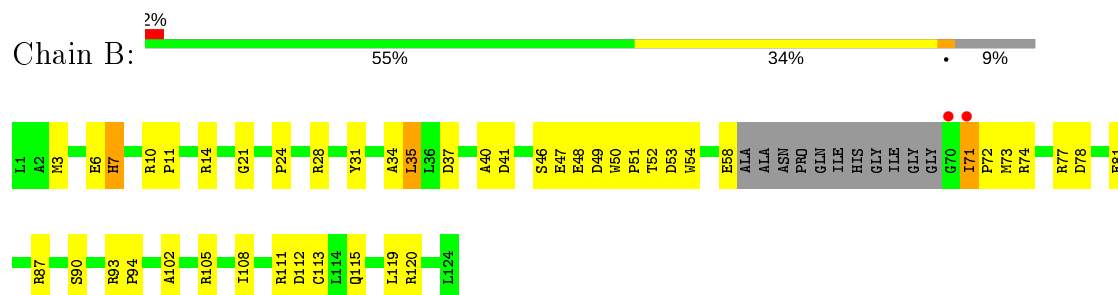 2%
Chain B:
55% 34% • 9%
L1 A2 M3 E6 H7 R10 P11 R14 G21 P24 R28 Y31 A34 L35 L36 D37 A40 D41 S46 E47 E48 D49 W50 P51 T52 D53 W54 E58 ALA ALA ASN PRO GLN ILE HIS GLY ILE GLY GLY G70 I71 P72 M73 R74 R77 D78
R87 S90 R93 P94 A102 R105 I108 R111 D112 C113 L114 Q115 L119 R120 L124